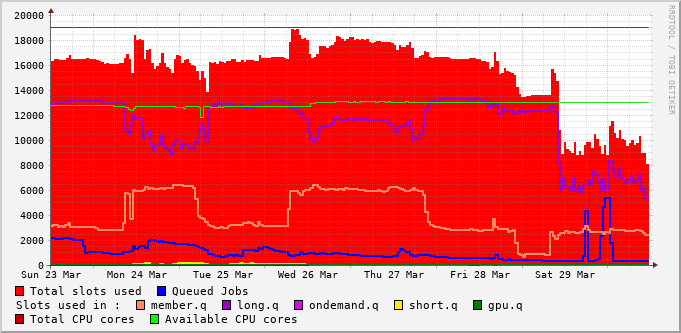 20000
18000
16000
14000
12000
10000
8000
6000
4000
2000
0
Sun 23 Mar Mon 24 Mar Tue 25 Mar Wed 26 Mar Thu 27 Mar Fri 28 Mar Sat 29 Mar
Total slots used Queued Jobs
Slots used in : member.q long.q ondemand.q short.q gpu.q
Total CPU cores Available CPU cores
RRDTOOL / TOBI OETIKER